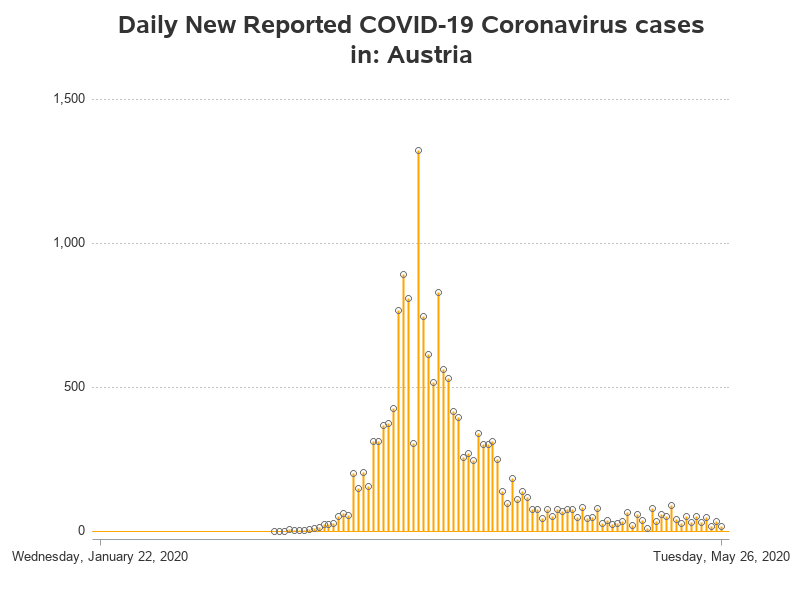 Daily New Reported COVID-19 Coronavirus cases
in: Austria
1,500
1,000
500
0
Wednesday, January 22, 2020
Tuesday, May 26, 2020